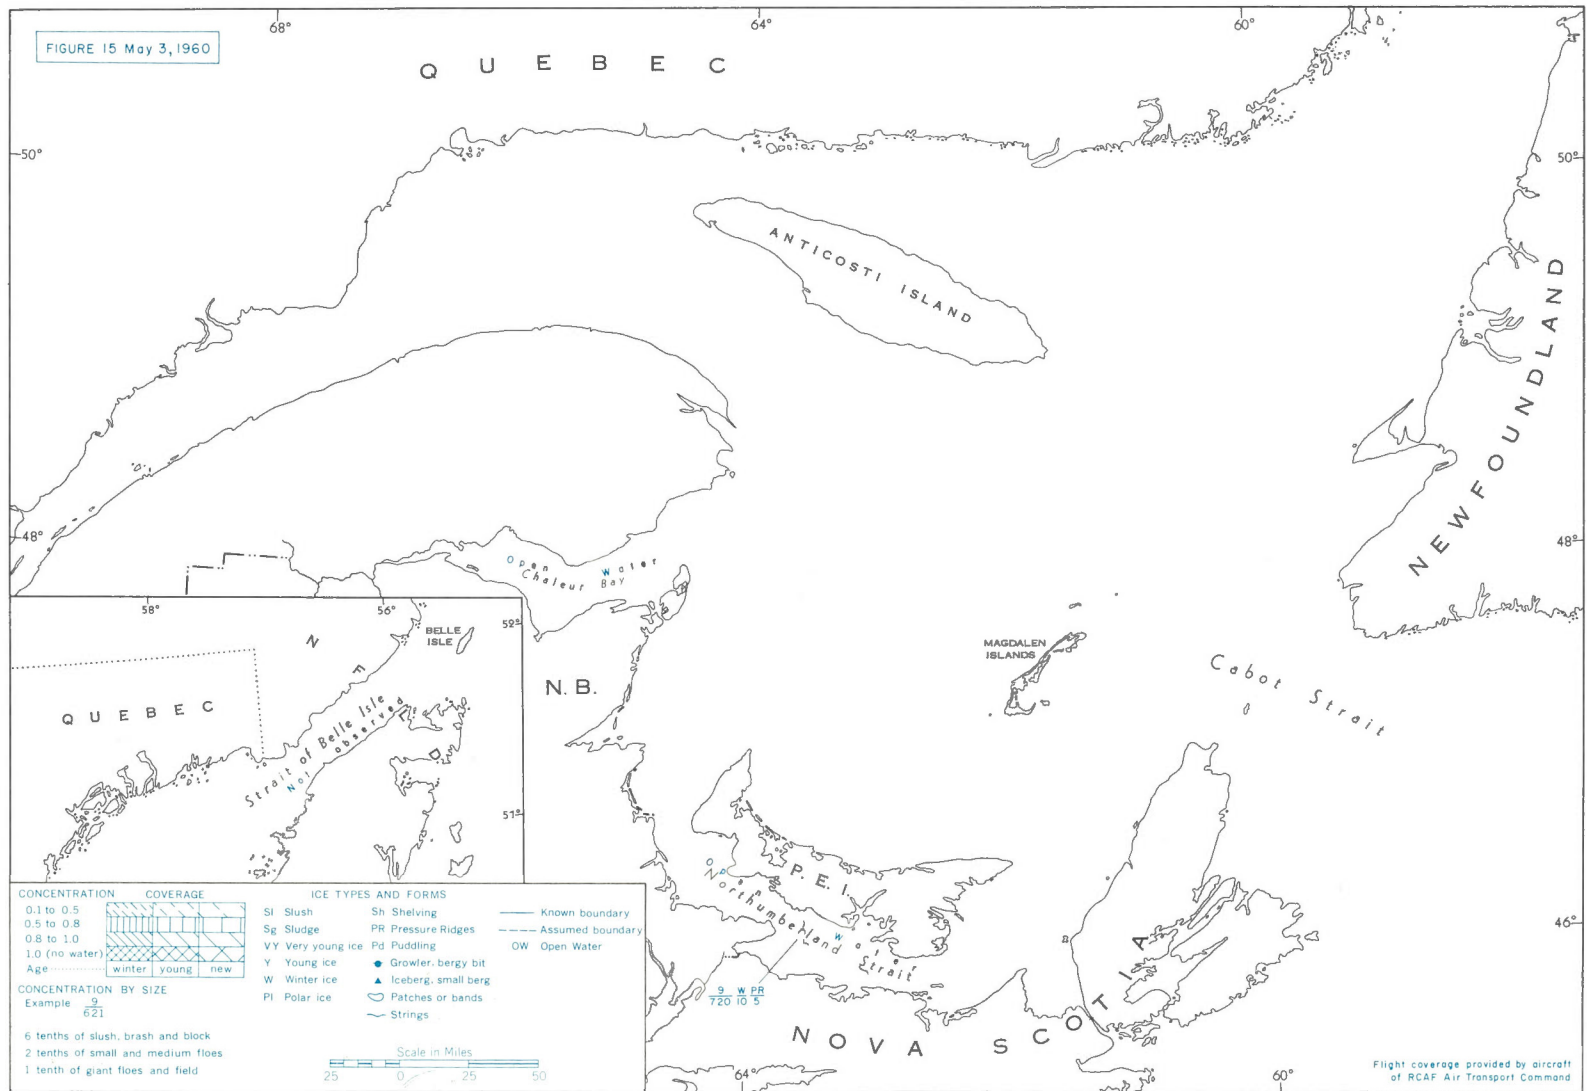 68°
64°
60°
FIGURE 15 May 3, 1960
QUEBEC
50°
50°
ANTICOSTI ISLAND
NEWFOUNDLAND
48°
48°
Open Water
Chaleur Bay
58°
56°
52°
BELLE
ISLE
NFLD
QUEBEC
Strait of Belle Isle
Not observed
51°
N.B.
MAGDALEN
ISLANDS
Cabot Strait
P.E.I.
Open Water
Northumberland Strait
46°
9/720 W/10 PR/5
NOVA SCOTIA
CONCENTRATION COVERAGE
0.1 to 0.5
0.5 to 0.8
0.8 to 1.0
1.0 (no water)
Age winter young new
CONCENTRATION BY SIZE
Example 9/621
6 tenths of slush, brash and block
2 tenths of small and medium floes
1 tenth of giant floes and field
ICE TYPES AND FORMS
Sl Slush
Sg Sludge
VY Very young ice
Y Young ice
W Winter ice
Pl Polar ice
Sh Shelving
PR Pressure Ridges
Pd Puddling
Growler, bergy bit
Iceberg, small berg
Patches or bands
Strings
Known boundary
Assumed boundary
OW Open Water
Scale in Miles
25 0 25 50
64°
60°
Flight coverage provided by aircraft
of RCAF Air Transport Command